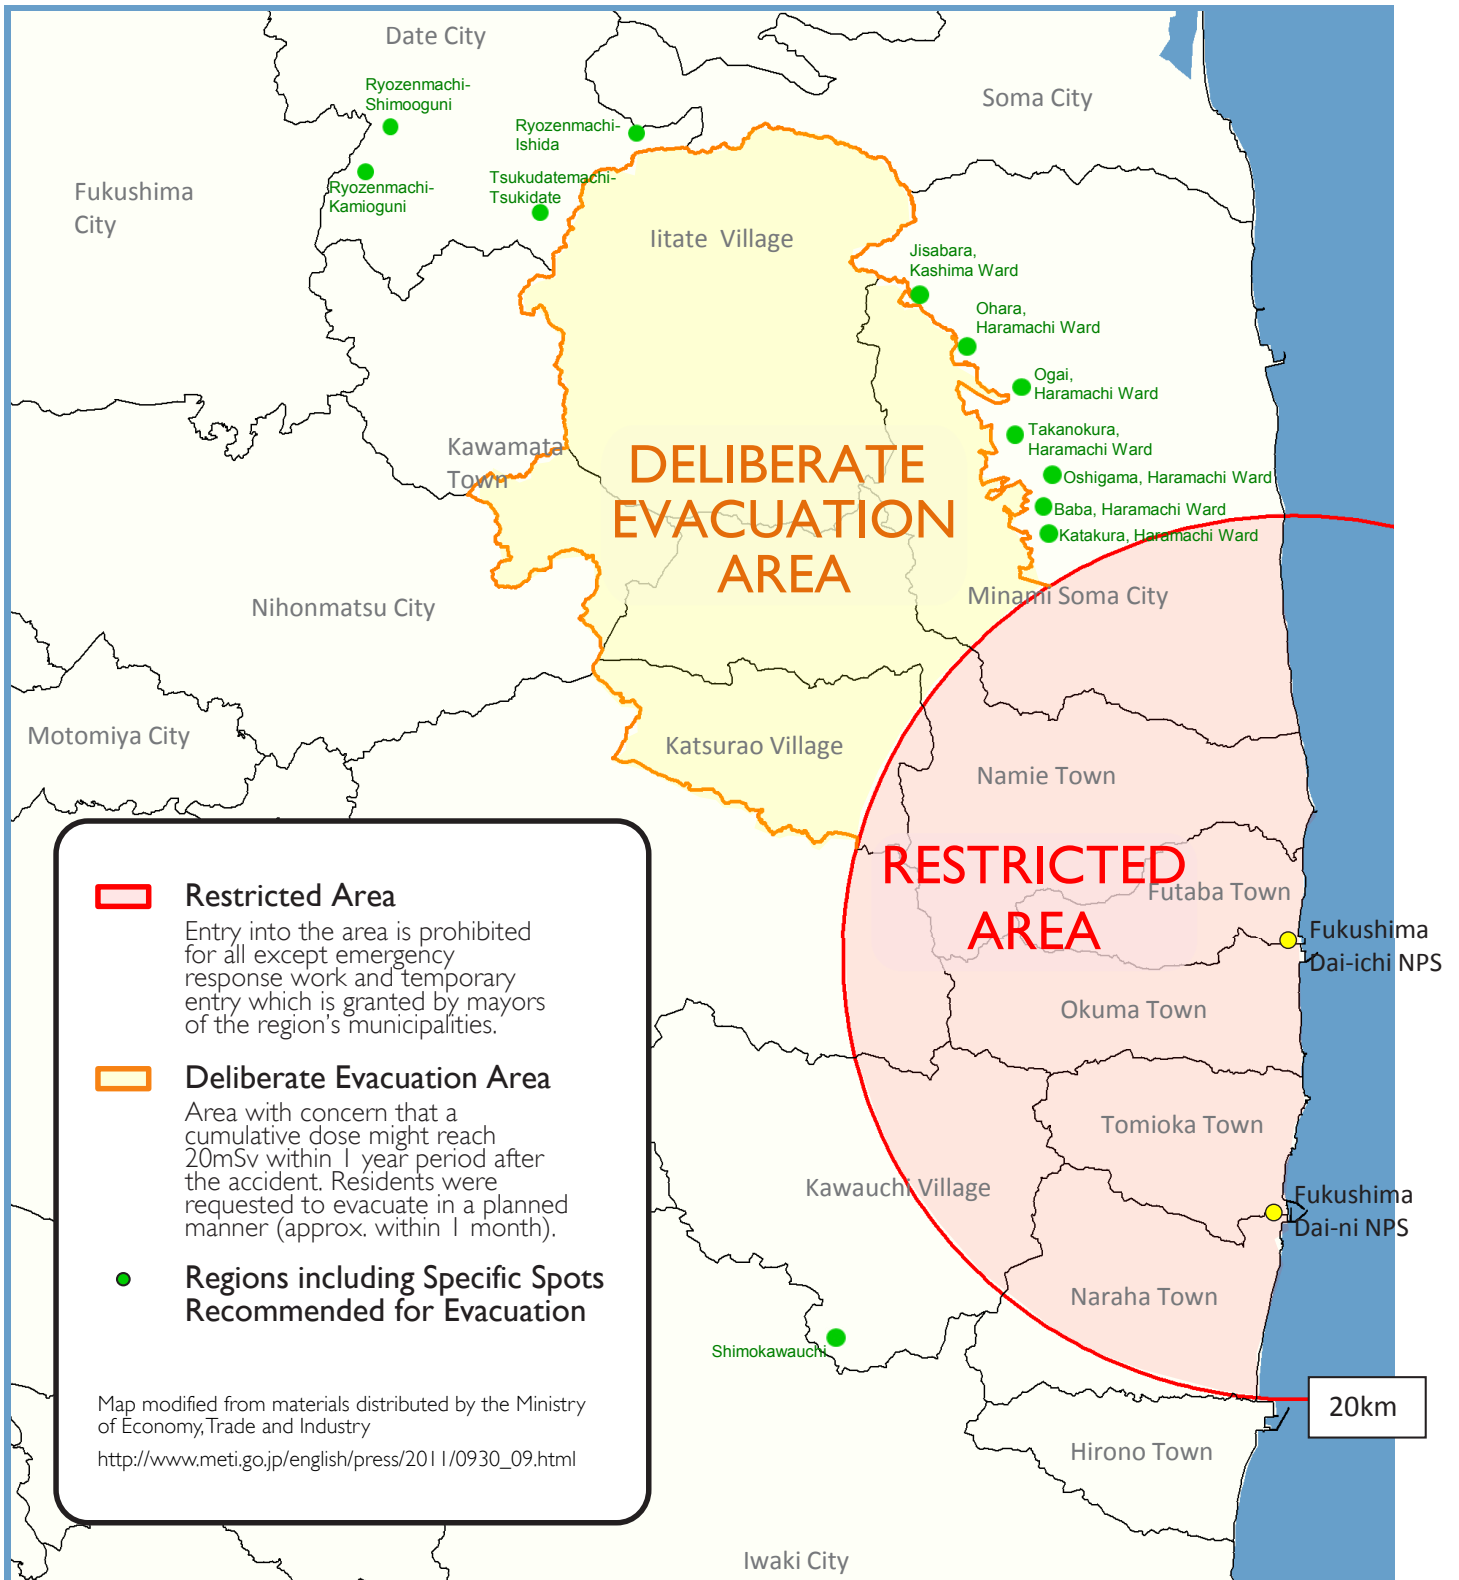 Date City
Ryozenmachi-
Shimooguni
Soma City
Ryozenmachi-
Ishida
Fukushima
City
Ryozenmachi-
Kamioguni
Tsukudatemachi-
Tsukidate
Iitate  Village
Jisabara,
Kashima Ward
Ohara,
Haramachi Ward
Ogai,
Haramachi Ward
Kawamata
Town
Takanokura,
Haramachi Ward
DELIBERATE
EVACUATION
AREA
Oshigama, Haramachi Ward
Baba, Haramachi Ward
Katakura, Haramachi Ward
Nihonmatsu City
Minami Soma City
Motomiya City
Katsurao Village
Namie Town
RESTRICTED
AREA
Futaba Town
Fukushima
Dai-ichi NPS
Okuma Town
Tomioka Town
Kawauchi Village
Fukushima
Dai-ni NPS
Naraha Town
Shimokawauchi
20km
Hirono Town
Iwaki City
Restricted Area
Entry into the area is prohibited
for all except emergency
response work and temporary
entry which is granted by mayors
of the region's municipalities.
Deliberate Evacuation Area
Area with concern that a
cumulative dose might reach
20mSv within 1 year period after
the accident. Residents were
requested to evacuate in a planned
manner (approx. within 1 month).
Regions including Specific Spots
Recommended for Evacuation
Map modified from materials distributed by the Ministry
of Economy,Trade and Industry
http://www.meti.go.jp/english/press/2011/0930_09.html